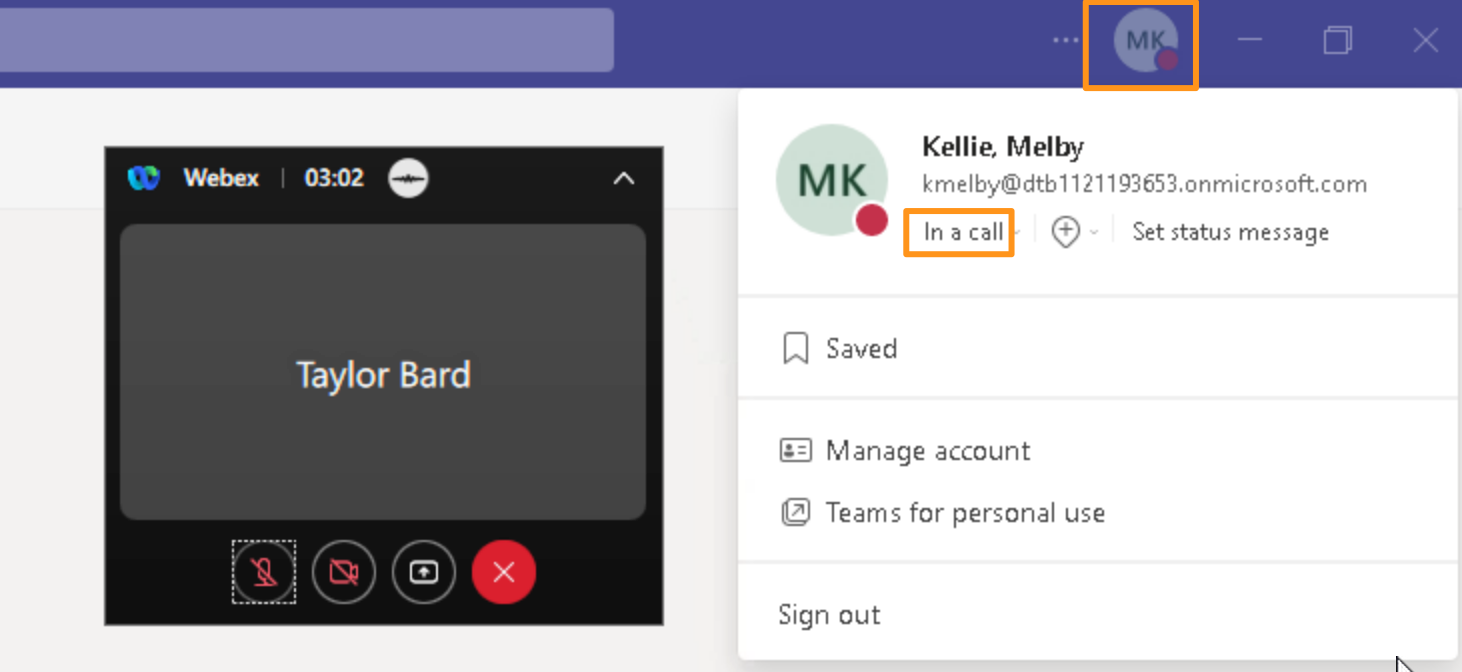 MK
Webex | 03:02
Taylor Bard
MK
Kellie, Melby
kmelby@dtb1121193653.onmicrosoft.com
In a call
Set status message
Saved
Manage account
Teams for personal use
Sign out